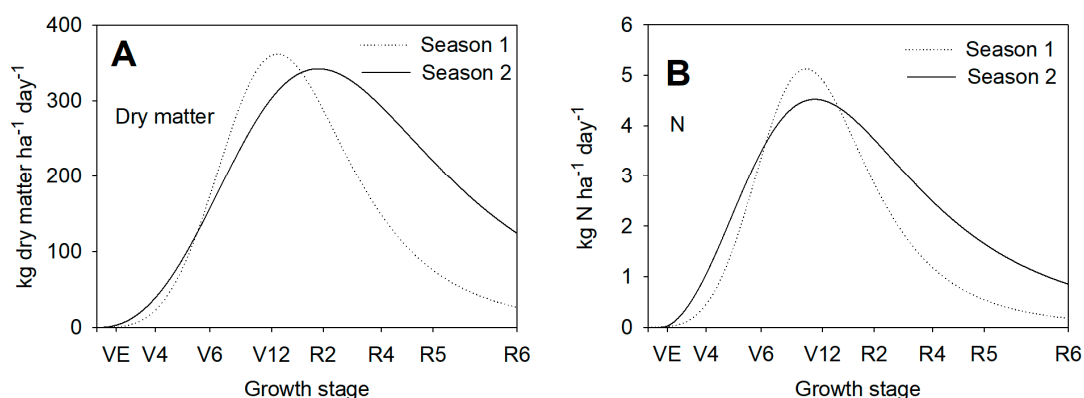 A
Dry matter
Season 1
Season 2
kg dry matter ha⁻¹ day⁻¹
400
300
200
100
0
VE V4 V6 V12 R2 R4 R5 R6
Growth stage
B
N
Season 1
Season 2
kg N ha⁻¹ day⁻¹
6
5
4
3
2
1
0
VE V4 V6 V12 R2 R4 R5 R6
Growth stage